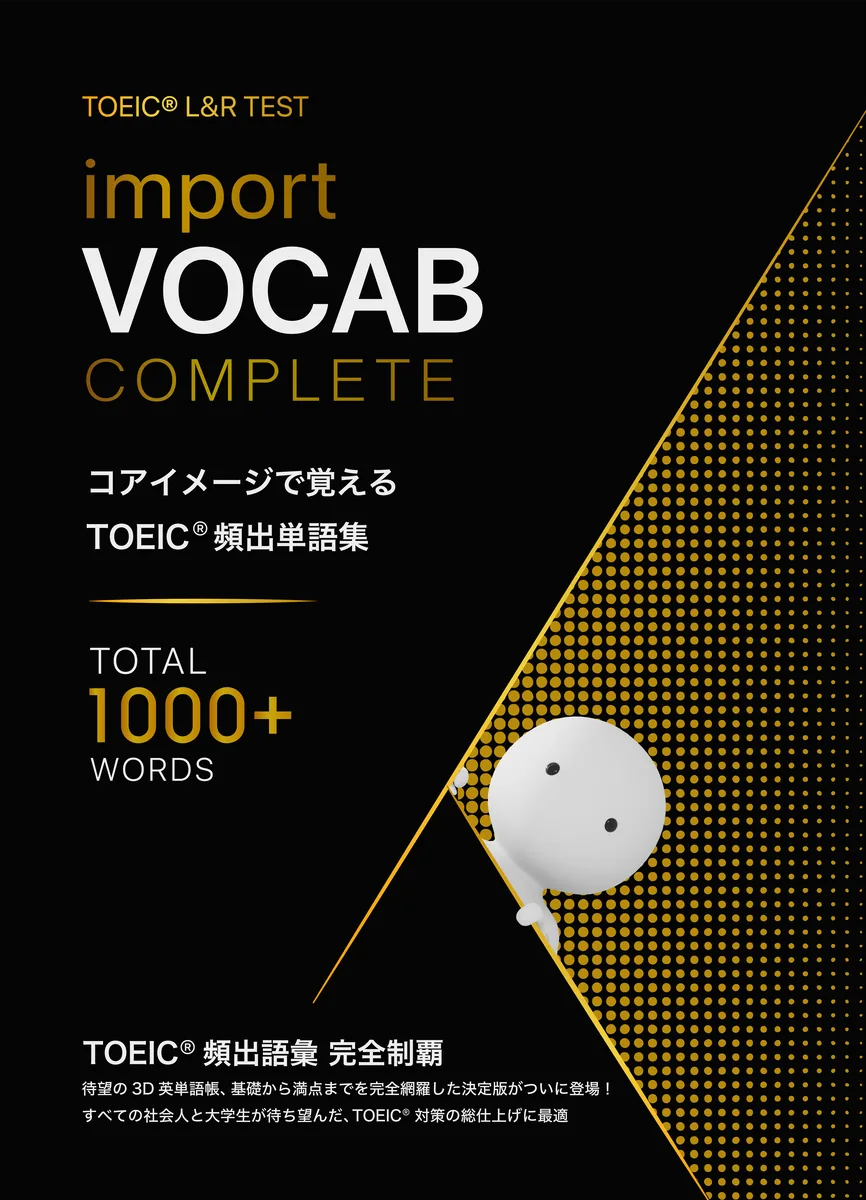 TOEIC® L&R TEST
import
VOCAB
COMPLETE
コアイメージで覚える
TOEIC® 頻出単語集
TOTAL
1000+
WORDS
TOEIC® 頻出語彙 完全制覇
待望の 3D 英単語帳、基礎から満点までを完全網羅した決定版がついに登場！
すべての社会人と大学生が待ち望んだ、TOEIC® 対策の総仕上げに最適